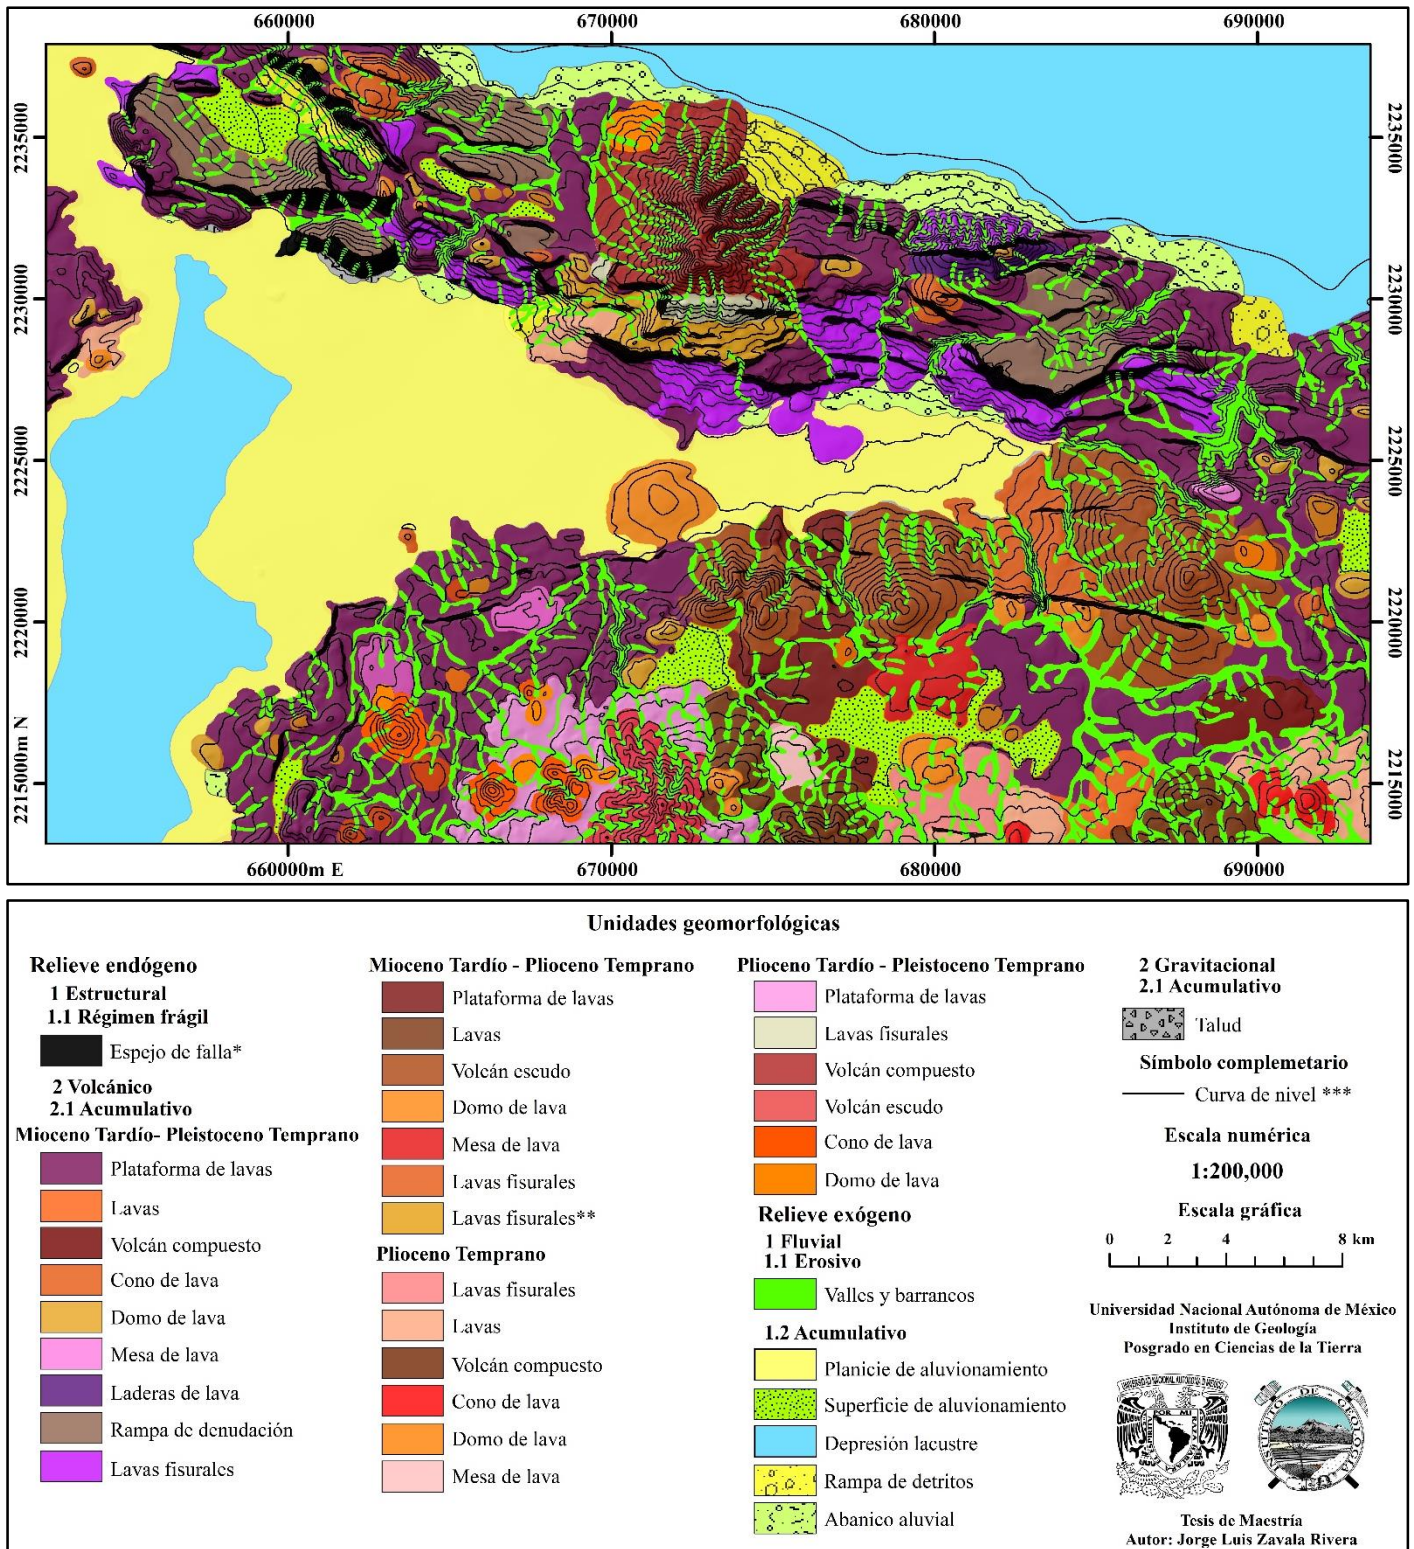 660000
670000
680000
690000
2235000
2235000
2230000
2230000
2225000
2225000
2220000
2220000
2215000m N
2215000
660000m E
670000
680000
690000
Unidades geomorfológicas
Relieve endógeno
1 Estructural
1.1 Régimen frágil
Espejo de falla*
2 Volcánico
2.1 Acumulativo
Mioceno Tardío- Pleistoceno Temprano
Plataforma de lavas
Lavas
Volcán compuesto
Cono de lava
Domo de lava
Mesa de lava
Laderas de lava
Rampa de denudación
Lavas fisurales
Mioceno Tardío - Plioceno Temprano
Plataforma de lavas
Lavas
Volcán escudo
Domo de lava
Mesa de lava
Lavas fisurales
Lavas fisurales**
Plioceno Temprano
Lavas fisurales
Lavas
Volcán compuesto
Cono de lava
Domo de lava
Mesa de lava
Plioceno Tardío - Pleistoceno Temprano
Plataforma de lavas
Lavas fisurales
Volcán compuesto
Volcán escudo
Cono de lava
Domo de lava
Relieve exógeno
1 Fluvial
1.1 Erosivo
Valles y barrancos
1.2 Acumulativo
Planicie de aluvionamiento
Superficie de aluvionamiento
Depresión lacustre
Rampa de detritos
Abanico aluvial
2 Gravitacional
2.1 Acumulativo
Talud
Símbolo complemetario
Curva de nivel ***
Escala numérica
1:200,000
Escala gráfica
0 2 4 8 km
Universidad Nacional Autónoma de México
Instituto de Geología
Posgrado en Ciencias de la Tierra
INSTITUTO DE GEOLOGIA
Tesis de Maestría
Autor: Jorge Luis Zavala Rivera